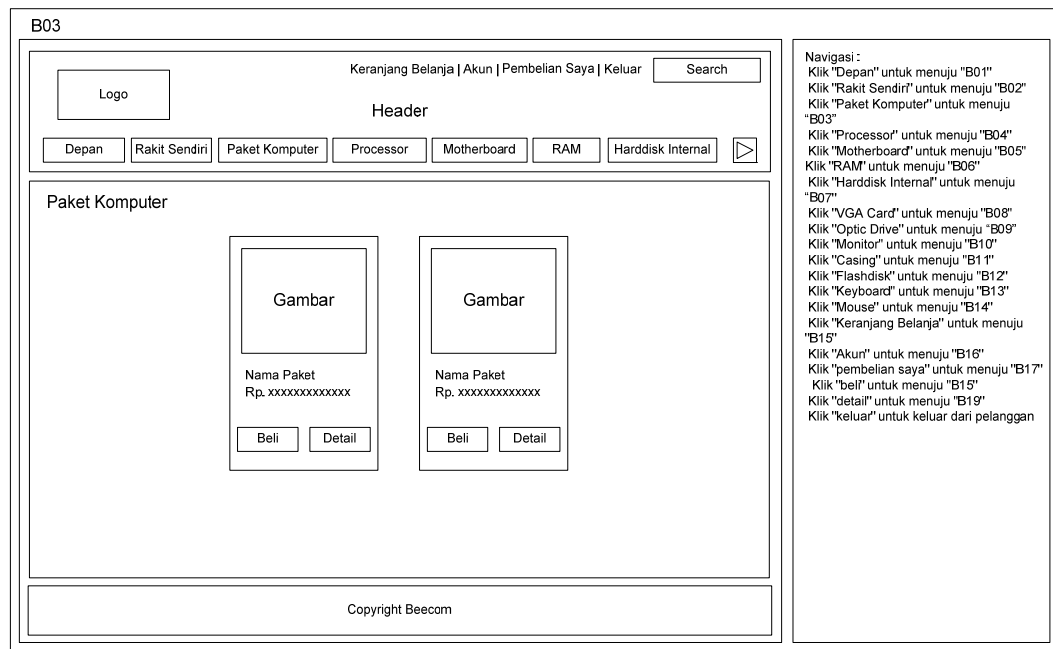 B03
Keranjang Belanja | Akun | Pembelian Saya | Keluar
Search
Logo
Header
Depan
Rakit Sendiri
Paket Komputer
Processor
Motherboard
RAM
Harddisk Internal
Paket Komputer
Gambar
Nama Paket
Rp. xxxxxxxxxxxxx
Beli
Detail
Gambar
Nama Paket
Rp. xxxxxxxxxxxxx
Beli
Detail
Copyright Beecom
Navigasi :
Klik "Depan" untuk menuju "B01"
Klik "Rakit Sendiri" untuk menuju "B02"
Klik "Paket Komputer" untuk menuju
“B03”
Klik "Processor" untuk menuju "B04"
Klik "Motherboard" untuk menuju "B05"
Klik "RAM" untuk menuju "B06"
Klik "Harddisk Internal" untuk menuju
“B07"
Klik "VGA Card" untuk menuju "B08"
Klik "Optic Drive" untuk menuju “B09”
Klik "Monitor" untuk menuju "B10"
Klik "Casing" untuk menuju "B11"
Klik "Flashdisk" untuk menuju "B12"
Klik "Keyboard" untuk menuju "B13"
Klik "Mouse" untuk menuju "B14"
Klik "Keranjang Belanja" untuk menuju
"B15"
Klik "Akun" untuk menuju "B16"
Klik "pembelian saya" untuk menuju "B17"
Klik "beli" untuk menuju "B15"
Klik "detail" untuk menuju "B19"
Klik "keluar" untuk keluar dari pelanggan